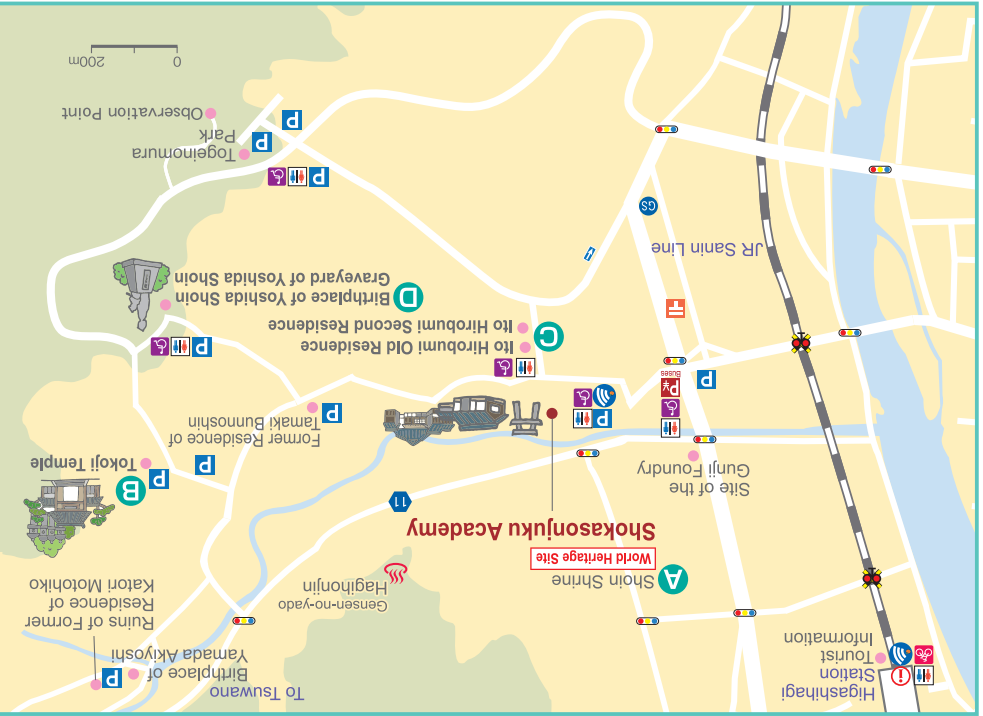 Higashihagi
Station
Tourist
Information
To Tsuwano
Birthplace of
Yamada Akiyoshi
P
Ruins of Former
Residence of
Katori Motohiko
A
Shoin Shrine
World Heritage Site
Shokasonjuku Academy
Gensen-no-yado
Hagihonjin
11
B
Tokoji Temple
P
P
Site of the
Gunji Foundry
Former Residence of
Tamaki Bunnoshin
P
P
P
P
Buses
C
Ito Hirobumi Old Residence
Ito Hirobumi Second Residence
P
D
Birthplace of Yoshida Shoin
Graveyard of Yoshida Shoin
JR Sanin Line
GS
P
Togeinomura
Park
P
P
Observation Point
0
200m